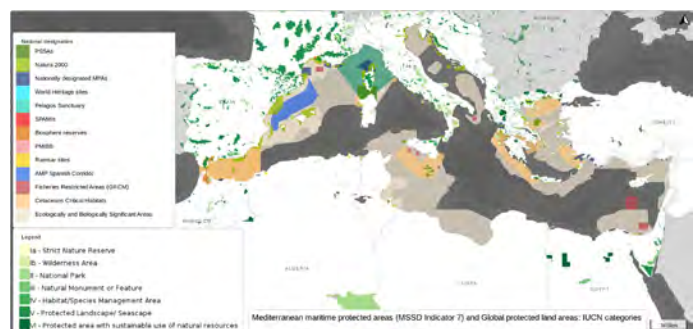 National designation
PSSAs
Natura 2000
Nationally designated MPAs
World Heritage sites
Pelagos Sanctuary
SPAMIs
Biosphere reserves
Ramsar sites
AMP Spanish Corridor
Fisheries Restricted Areas (GFCM)
Cetaceans Critical Habitats
Ecologically and Biologically Significant Areas
Legend
Ia - Strict Nature Reserve
Ib - Wilderness Area
II - National Park
III - Natural Monument or Feature
IV - Habitat/Species Management Area
V - Protected Landscape/ Seascape
VI - Protected area with sustainable use of natural resources
ALGERIA
EGYPT
Mediterranean maritime protected areas (MSSD Indicator 7) and Global protected land areas: IUCN categories